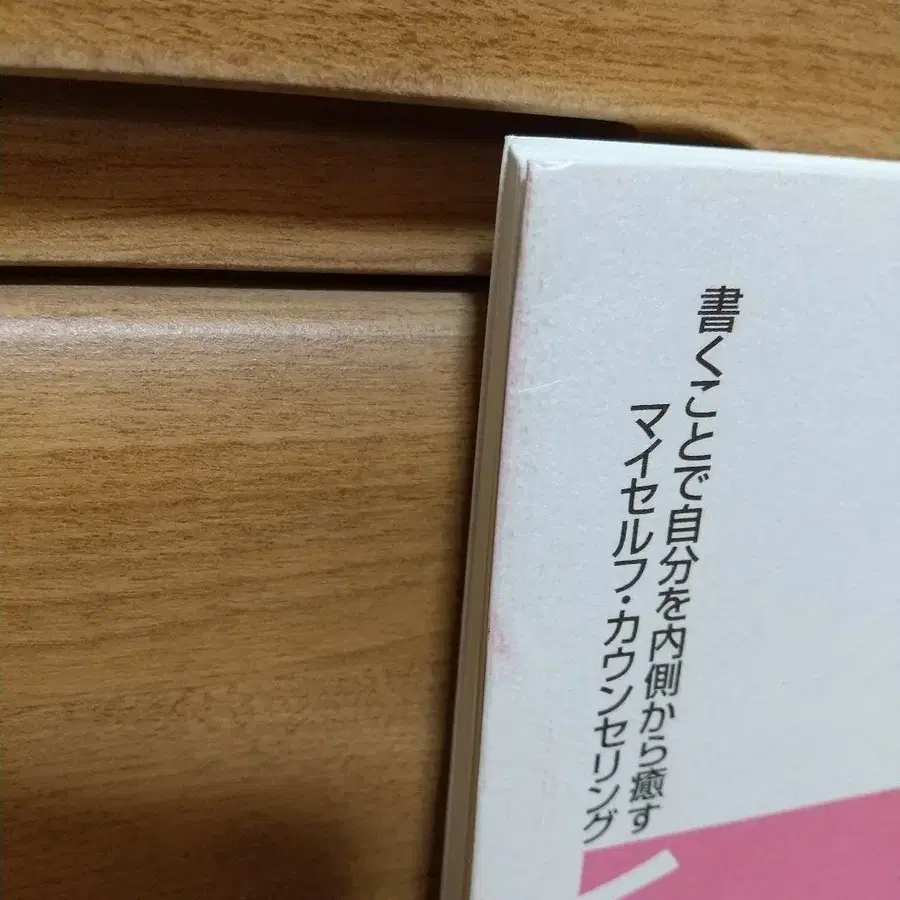 書くことで自分を内側から癒す
マイセルフ・カウンセリング